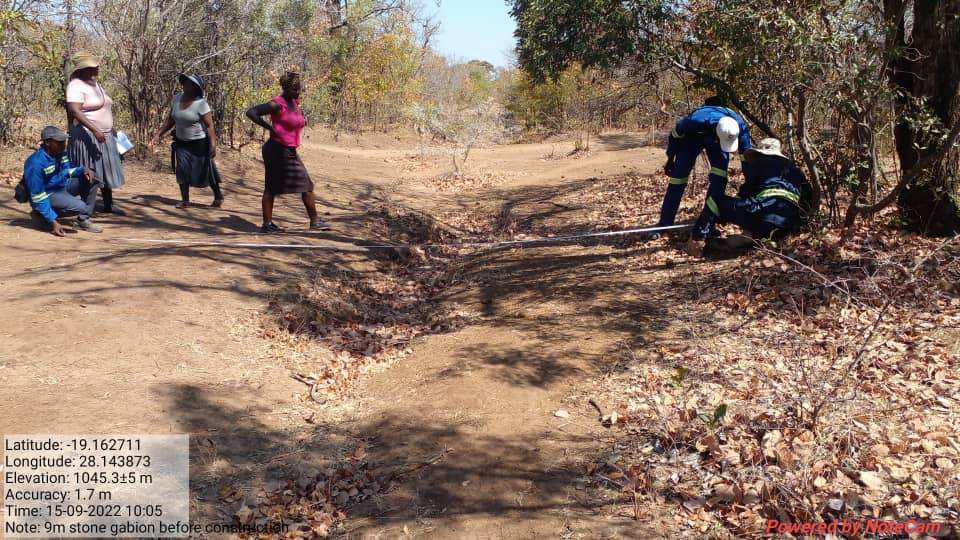 Latitude: -19.162711
Longitude: 28.143873
Elevation: 1045.3±5 m
Accuracy: 1.7 m
Time: 15-09-2022 10:05
Note: 9m stone gabion before construction
Powered by NoteCam